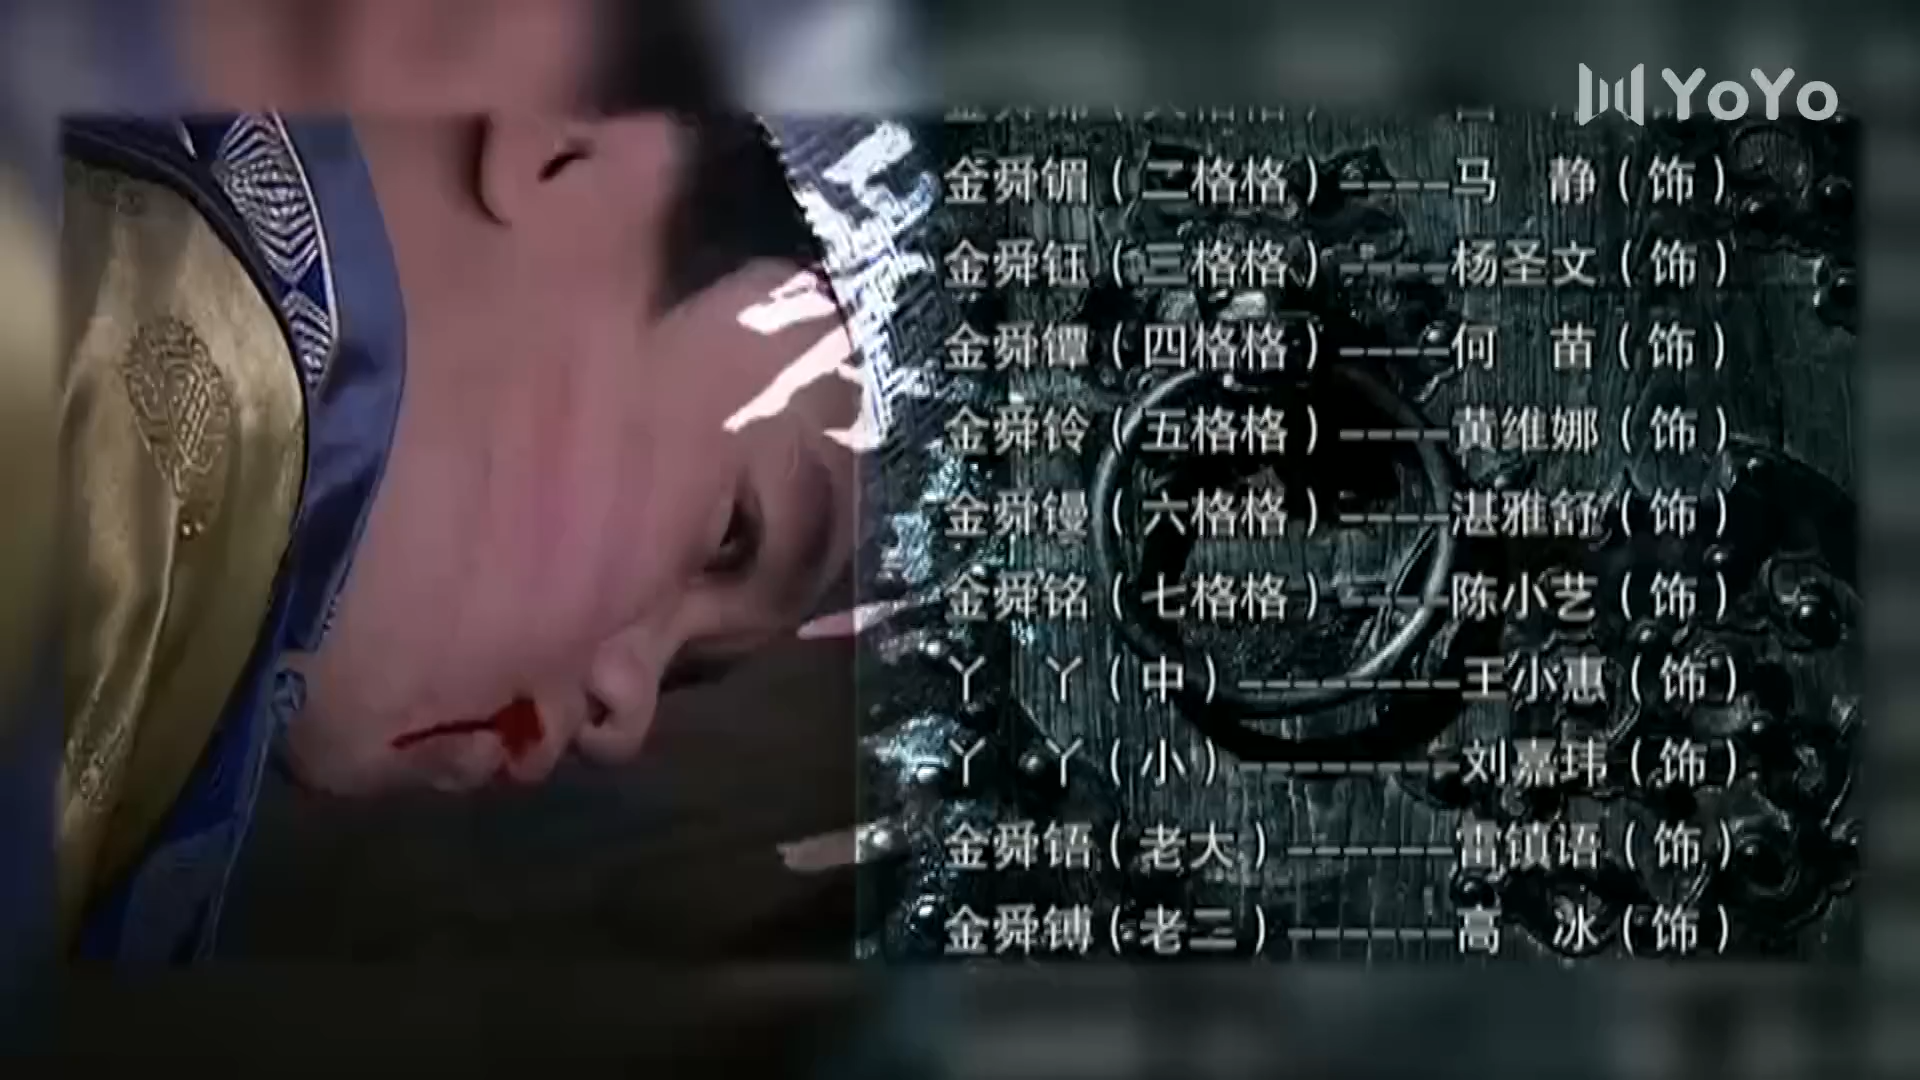 YoYo
金舜镅（二格格）----马　静（饰）
金舜钰（三格格）----杨圣文（饰）
金舜镡（四格格）----何　苗（饰）
金舜铃（五格格）----黄维娜（饰）
金舜镘（六格格）----湛雅舒（饰）
金舜铭（七格格）----陈小艺（饰）
丫　丫（中）--------王小惠（饰）
丫　丫（小）--------刘嘉玮（饰）
金舜铻（老大）------雷镇语（饰）
金舜镈（老二）------高　冰（饰）